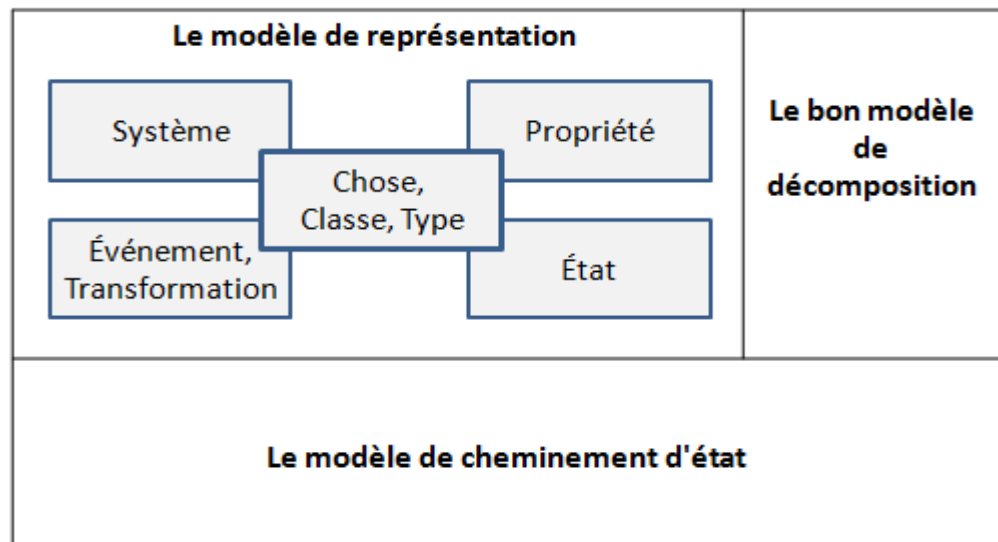 Le modèle de représentation
Système
Propriété
Chose,
Classe, Type
Événement,
Transformation
État
Le bon modèle
de
décomposition
Le modèle de cheminement d'état